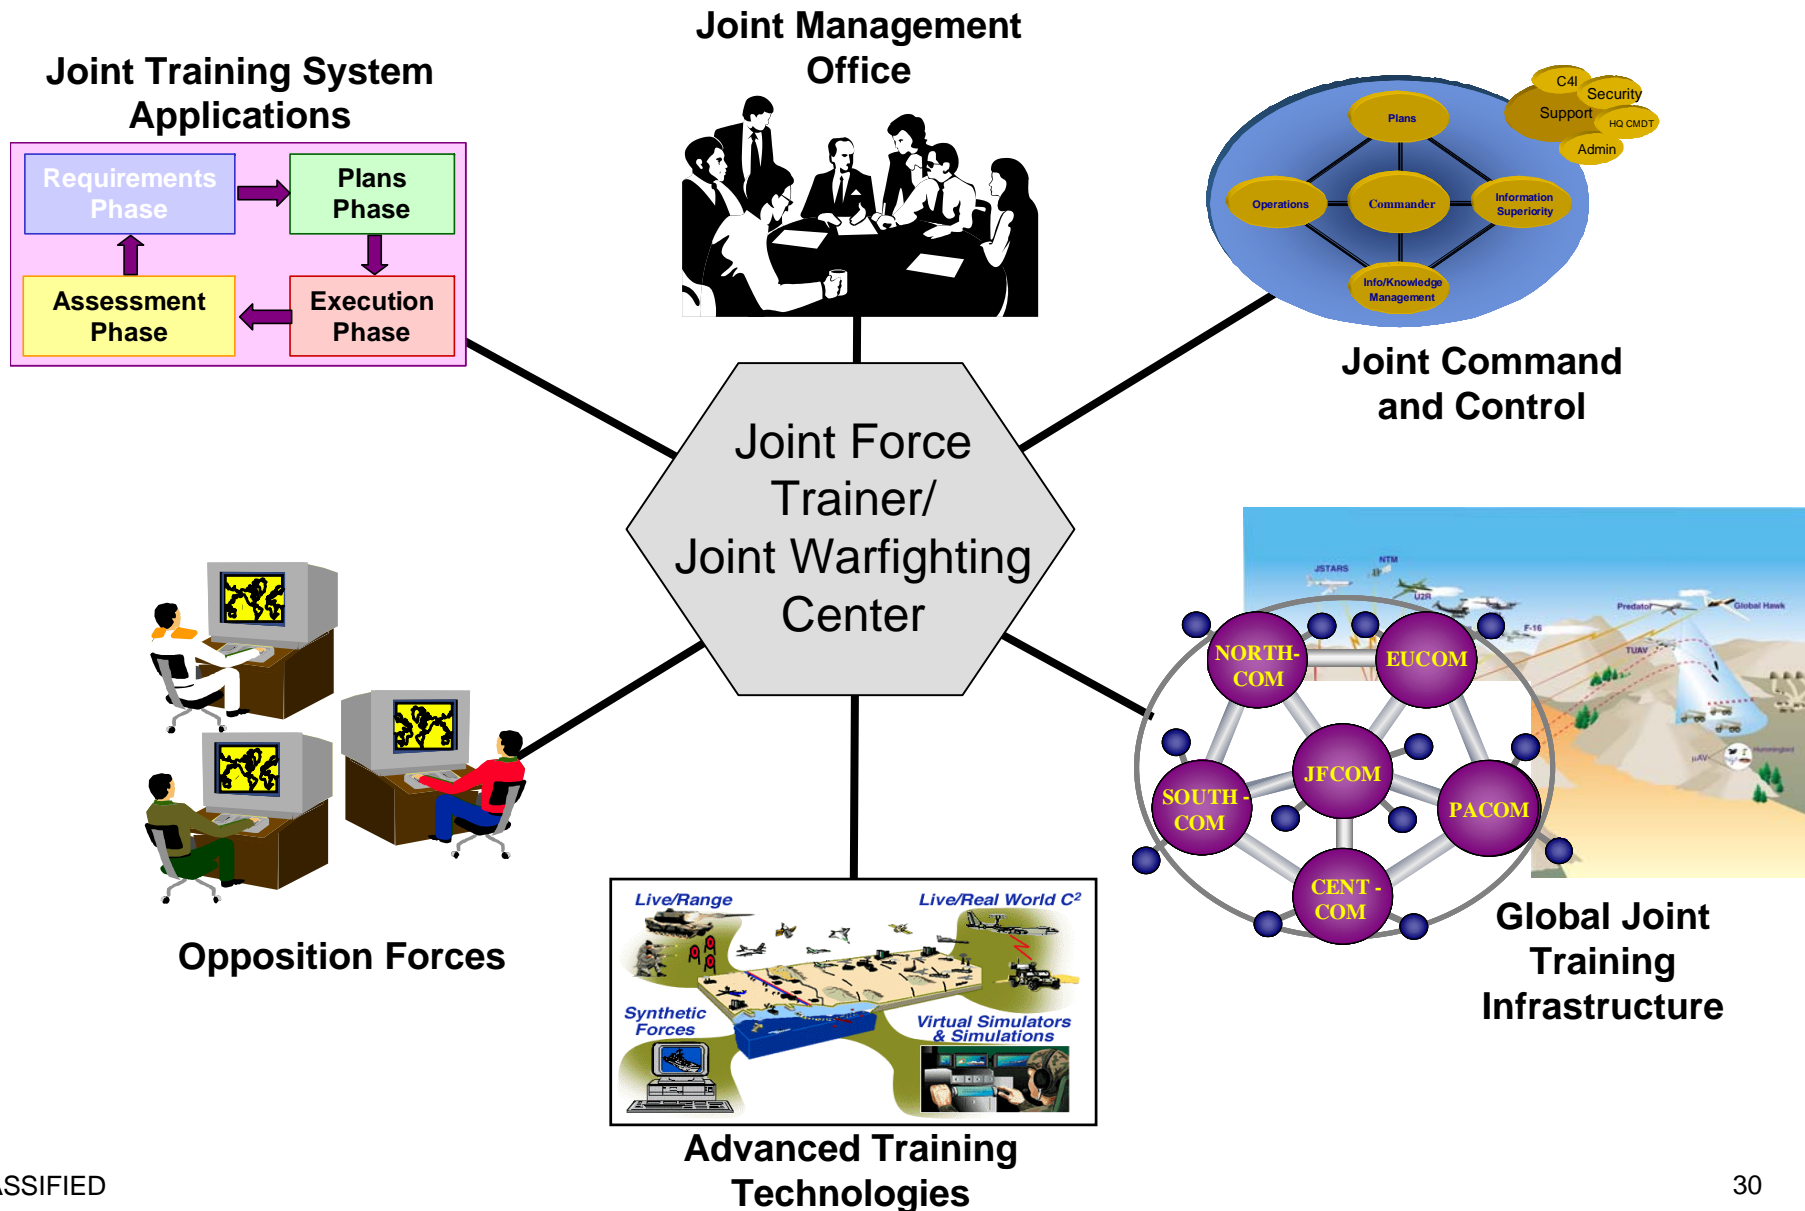 Joint Management
Office
Joint Training System
Applications
Requirements
Phase
Plans
Phase
Assessment
Phase
Execution
Phase
C4I
Security
Support
HQ CMDT
Admin
Plans
Operations
Commander
Information
Superiority
Info/Knowledge
Management
Joint Command
and Control
Joint Force
Trainer/
Joint Warfighting
Center
JSTARS
NTM
U2R
Predator
Global Hawk
F-16
TUAV
Hummingbird
μAV
NORTH-
COM
EUCOM
JFCOM
SOUTH -
COM
PACOM
CENT -
COM
Global Joint
Training
Infrastructure
Opposition Forces
Live/Range
Live/Real World C²
Synthetic
Forces
Virtual Simulators
& Simulations
Advanced Training
Technologies
ASSIFIED
30